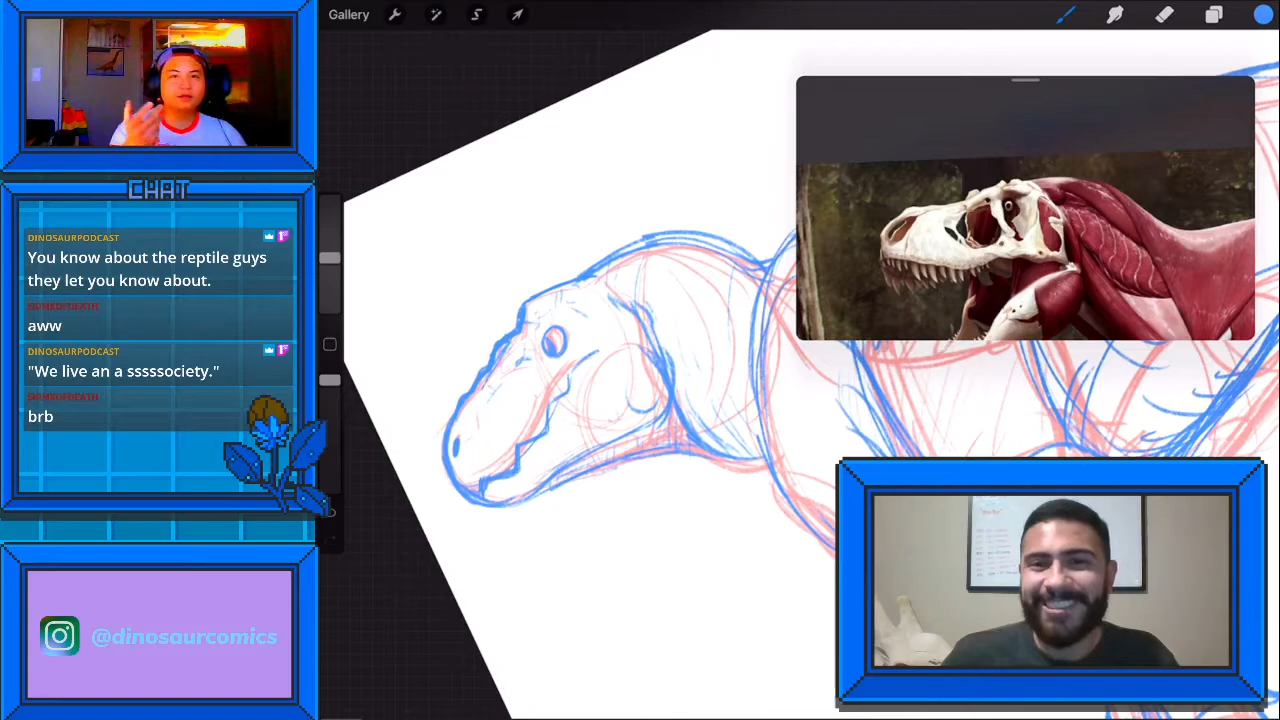 Gallery
CHAT
DINOSAURPODCAST
You know about the reptile guys
they let you know about.
aww
DINOSAURPODCAST
"We live an a sssssociety."
brb
@dinosaurcomics